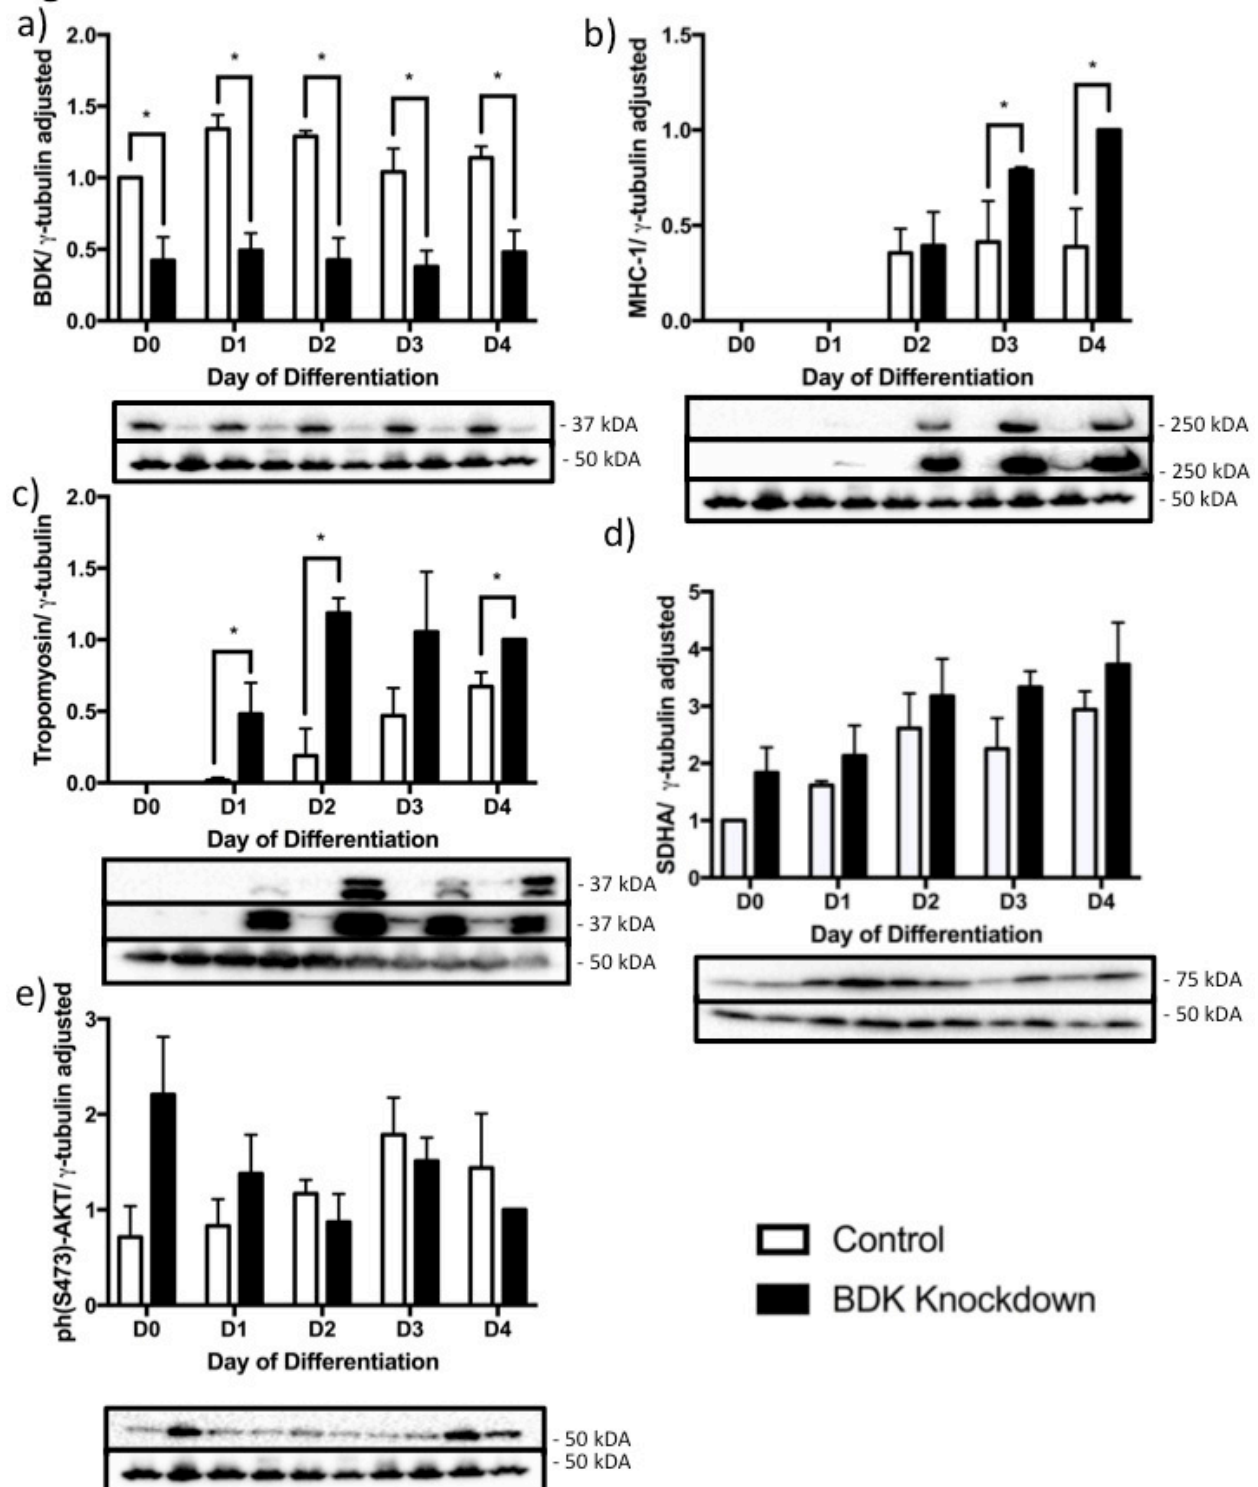 a)
BDK/ γ-tubulin adjusted
2.0
1.5
1.0
0.5
0.0
* * * * *
D0 D1 D2 D3 D4
Day of Differentiation
- 37 kDA
- 50 kDA
b)
MHC-1/ γ-tubulin adjusted
1.5
1.0
0.5
0.0
* *
D0 D1 D2 D3 D4
Day of Differentiation
- 250 kDA
- 250 kDA
- 50 kDA
c)
Tropomyosin/ γ-tubulin
2.0
1.5
1.0
0.5
0.0
* * *
D0 D1 D2 D3 D4
Day of Differentiation
- 37 kDA
- 37 kDA
- 50 kDA
d)
SDHA/ γ-tubulin adjusted
5
4
3
2
1
0
D0 D1 D2 D3 D4
Day of Differentiation
- 75 kDA
- 50 kDA
e)
ph(S473)-AKT/ γ-tubulin adjusted
3
2
1
0
D0 D1 D2 D3 D4
Day of Differentiation
- 50 kDA
- 50 kDA
Control
BDK Knockdown